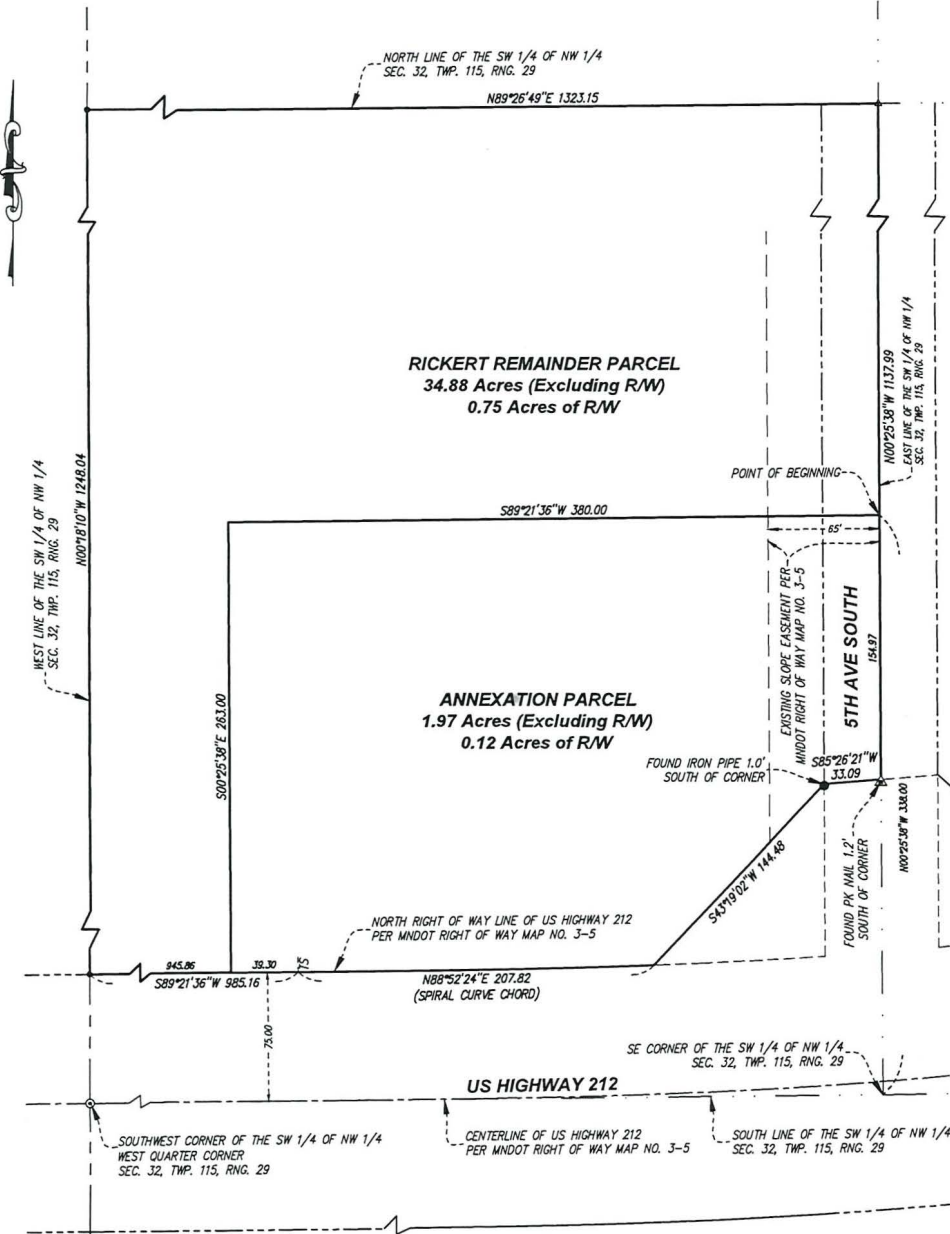 NORTH LINE OF THE SW 1/4 OF NW 1/4
SEC. 32, TWP. 115, RNG. 29
N89°26'49"E 1323.15
RICKERT REMAINDER PARCEL
34.88 Acres (Excluding R/W)
0.75 Acres of R/W
N00°25'38"W 1137.99
EAST LINE OF THE SW 1/4 OF NW 1/4
SEC. 32, TWP. 115, RNG. 29
WEST LINE OF THE SW 1/4 OF NW 1/4
SEC. 32, TWP. 115, RNG. 29
N00°18'10"W 1248.04
POINT OF BEGINNING
S89°21'36"W 380.00
65'
EXISTING SLOPE EASEMENT PER
MNDOT RIGHT OF WAY MAP NO. 3-5
5TH AVE SOUTH
154.97
S00°25'38"E 263.00
ANNEXATION PARCEL
1.97 Acres (Excluding R/W)
0.12 Acres of R/W
FOUND IRON PIPE 1.0'
SOUTH OF CORNER
S85°26'21"W
33.09
N00°25'38"W 338.00
FOUND PK NAIL 1.2'
SOUTH OF CORNER
S43°19'02"W 144.48
NORTH RIGHT OF WAY LINE OF US HIGHWAY 212
PER MNDOT RIGHT OF WAY MAP NO. 3-5
945.86
39.30
TS
S89°21'36"W 985.16
N88°52'24"E 207.82
(SPIRAL CURVE CHORD)
75.00
SE CORNER OF THE SW 1/4 OF NW 1/4
SEC. 32, TWP. 115, RNG. 29
US HIGHWAY 212
SOUTHWEST CORNER OF THE SW 1/4 OF NW 1/4
WEST QUARTER CORNER
SEC. 32, TWP. 115, RNG. 29
CENTERLINE OF US HIGHWAY 212
PER MNDOT RIGHT OF WAY MAP NO. 3-5
SOUTH LINE OF THE SW 1/4 OF NW 1/4
SEC. 32, TWP. 115, RNG. 29